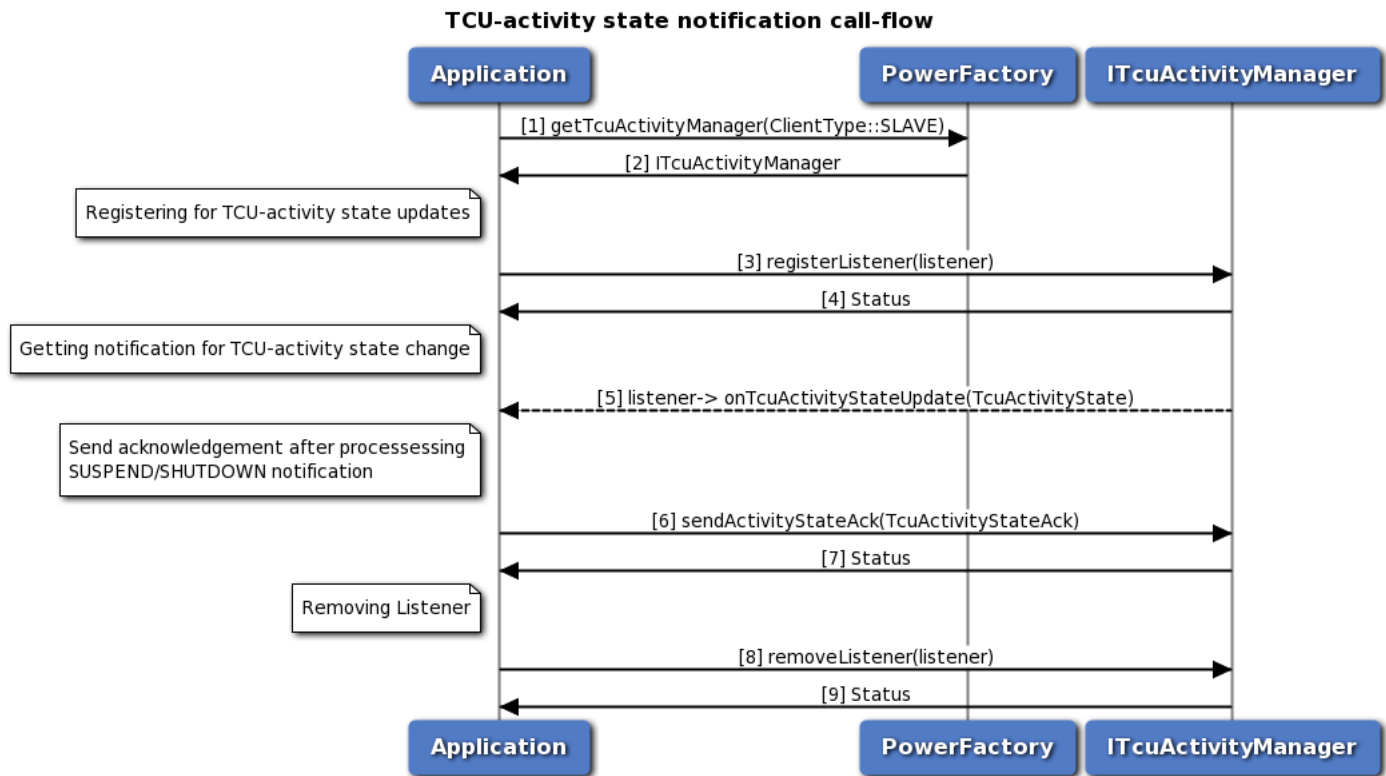 TCU-activity state notification call-flow
Application
PowerFactory
ITcuActivityManager
[1] getTcuActivityManager(ClientType::SLAVE)
[2] ITcuActivityManager
Registering for TCU-activity state updates
[3] registerListener(listener)
[4] Status
Getting notification for TCU-activity state change
[5] listener-> onTcuActivityStateUpdate(TcuActivityState)
Send acknowledgement after processessing
SUSPEND/SHUTDOWN notification
[6] sendActivityStateAck(TcuActivityStateAck)
[7] Status
Removing Listener
[8] removeListener(listener)
[9] Status
Application
PowerFactory
ITcuActivityManager